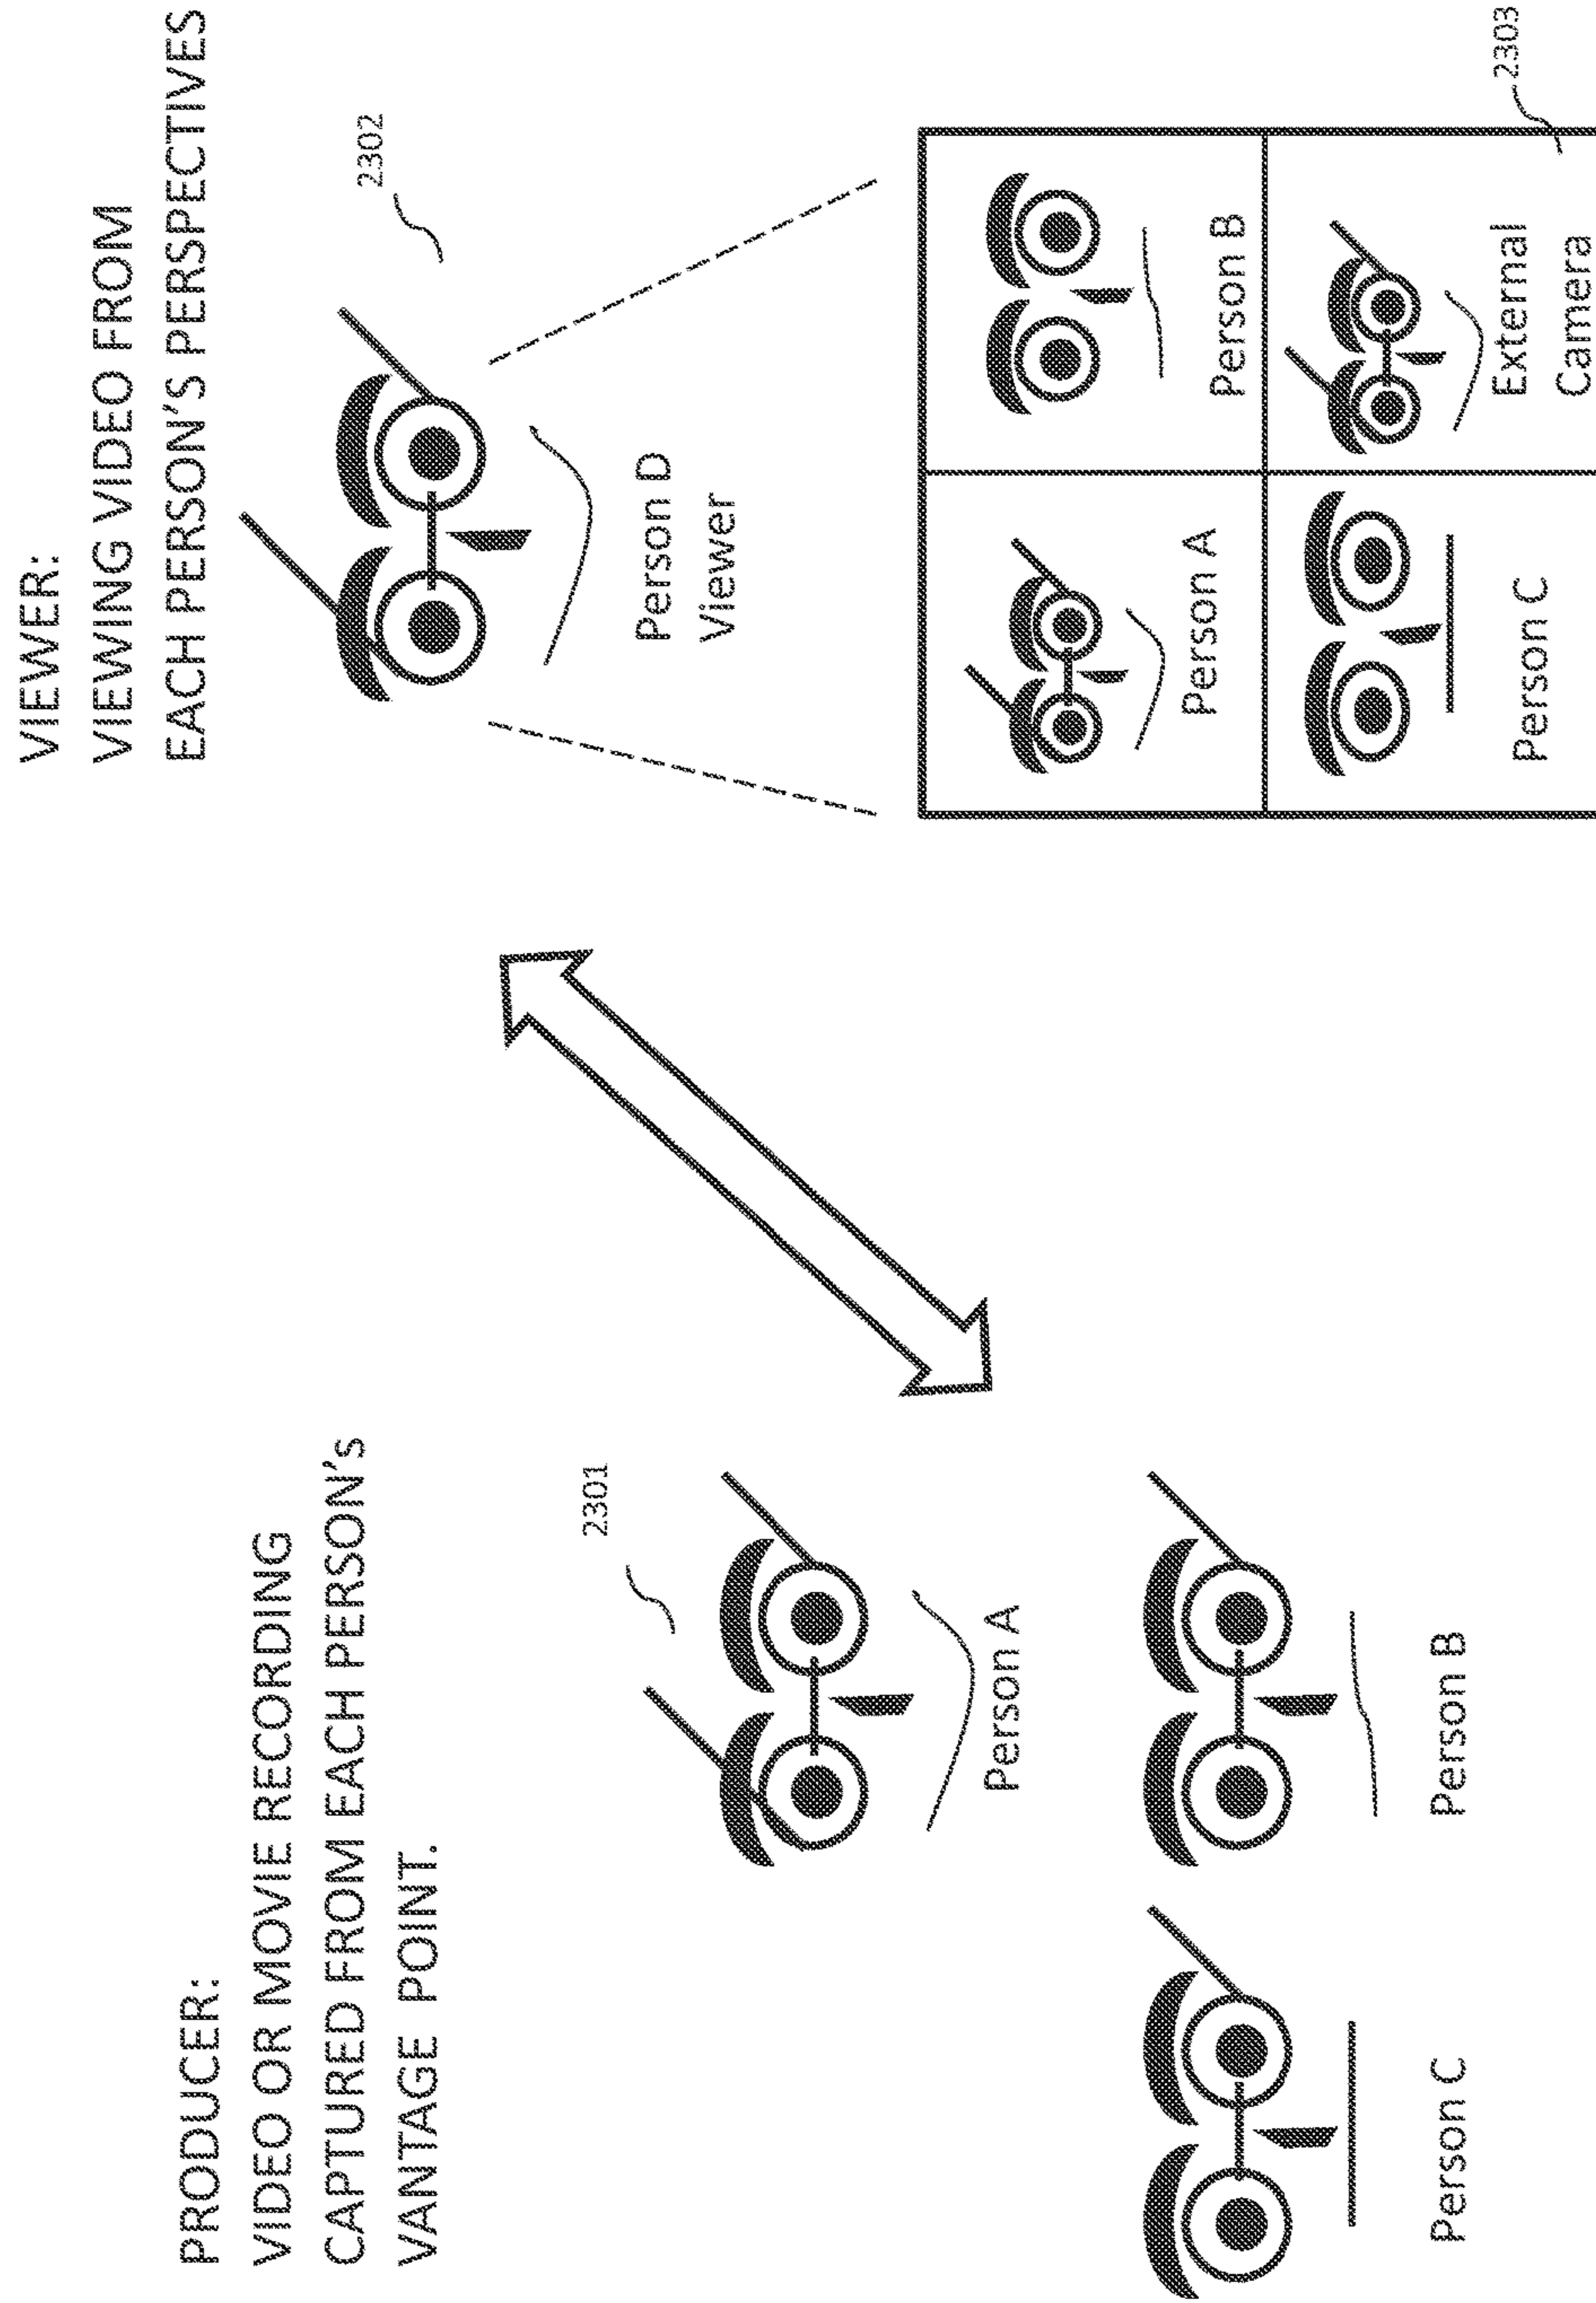 PRODUCER:
VIDEO OR MOVIE RECORDING
CAPTURED FROM EACH PERSON's
VANTAGE POINT.
2301
Person A
Person C
Person B
VIEWER:
VIEWING VIDEO FROM
EACH PERSON'S PERSPECTIVES
2302
Person D
Viewer
Person A
Person B
Person C
External
Camera
2303